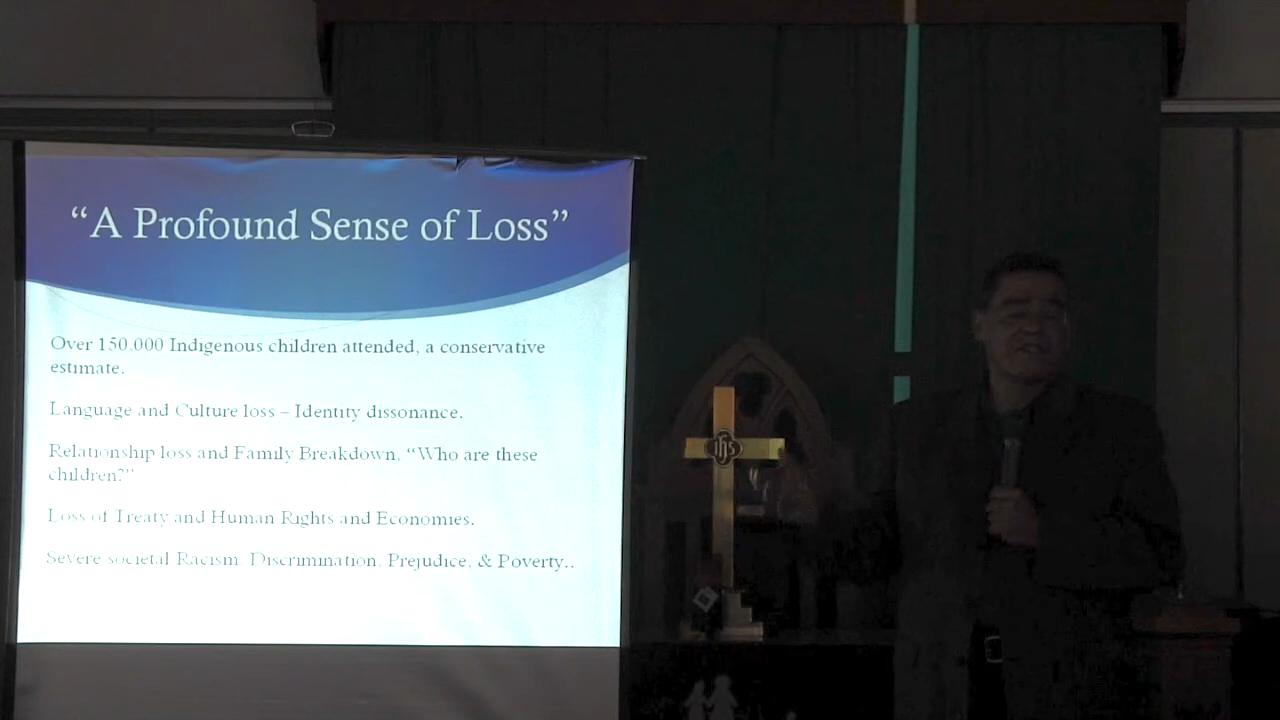 “A Profound Sense of Loss”
Over 150,000 Indigenous children attended, a conservative
estimate.
Language and Culture loss – Identity dissonance.
Relationship loss and Family Breakdown, “Who are these
children?”
Loss of Treaty and Human Rights and Economies.
Severe societal Racism, Discrimination, Prejudice, & Poverty..
ihs